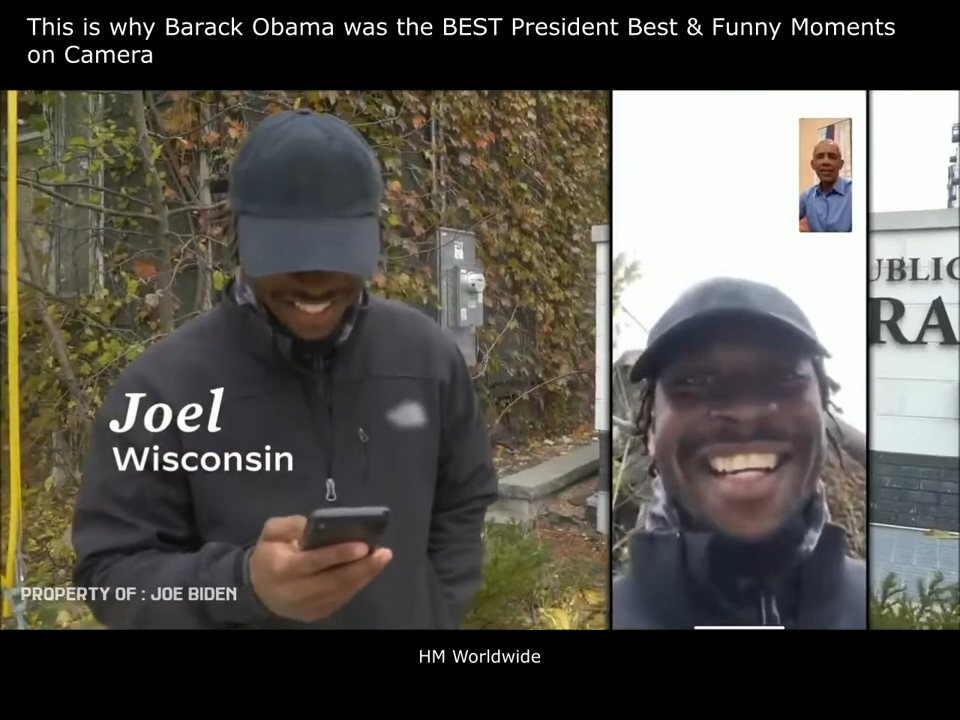 This is why Barack Obama was the BEST President Best & Funny Moments
on Camera
UBLIC
RA
Joel
Wisconsin
PROPERTY OF : JOE BIDEN
HM Worldwide